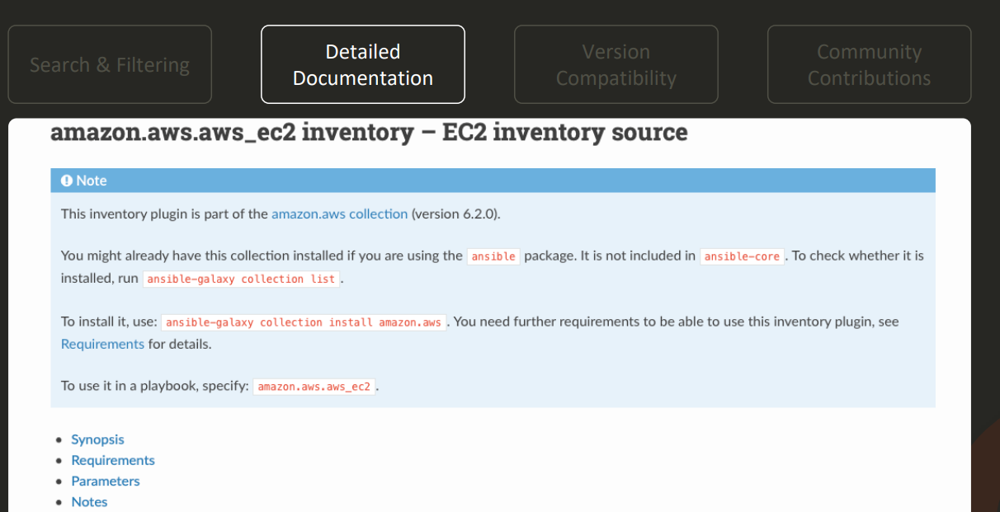 Search & Filtering
Detailed
Documentation
Version
Compatibility
Community
Contributions
amazon.aws.aws_ec2 inventory – EC2 inventory source
Note
This inventory plugin is part of the amazon.aws collection (version 6.2.0).
You might already have this collection installed if you are using the ansible package. It is not included in ansible-core. To check whether it is
installed, run ansible-galaxy collection list.
To install it, use: ansible-galaxy collection install amazon.aws. You need further requirements to be able to use this inventory plugin, see
Requirements for details.
To use it in a playbook, specify: amazon.aws.aws_ec2.
Synopsis
Requirements
Parameters
Notes